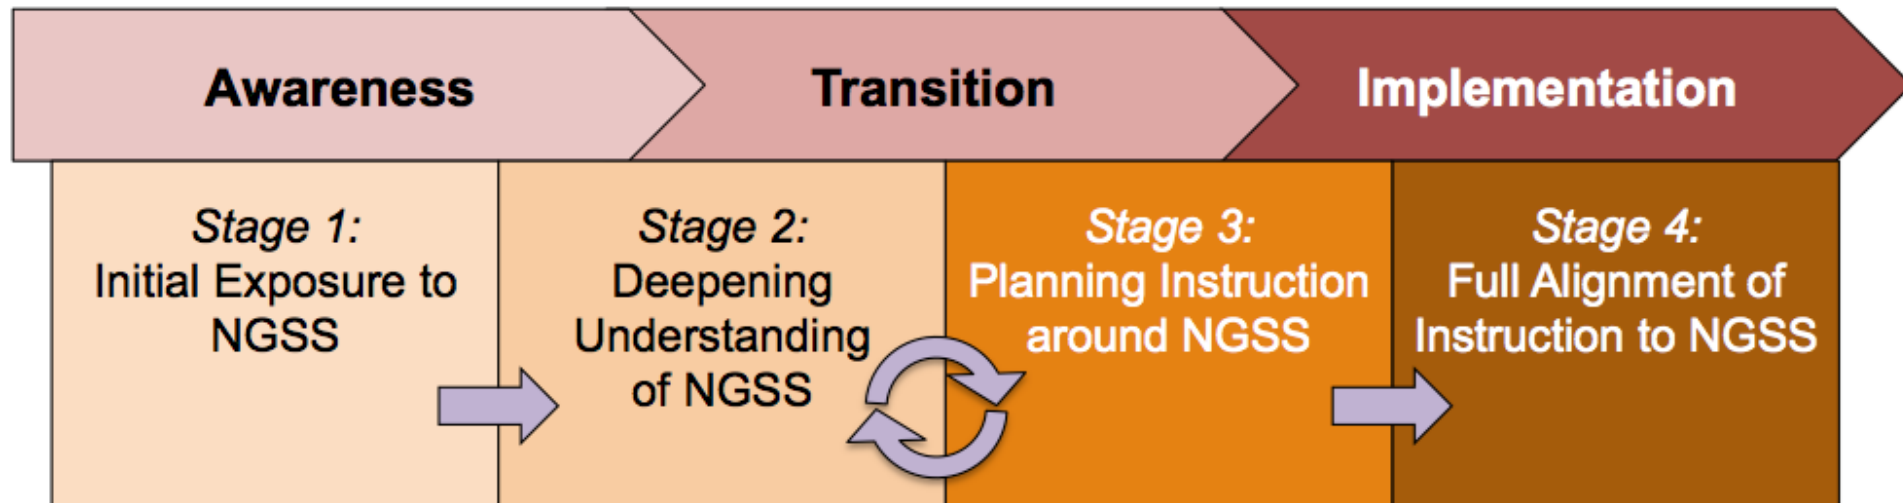 Awareness
Transition
Implementation
Stage 1:
Initial Exposure to
NGSS
Stage 2:
Deepening
Understanding
of NGSS
Stage 3:
Planning Instruction
around NGSS
Stage 4:
Full Alignment of
Instruction to NGSS